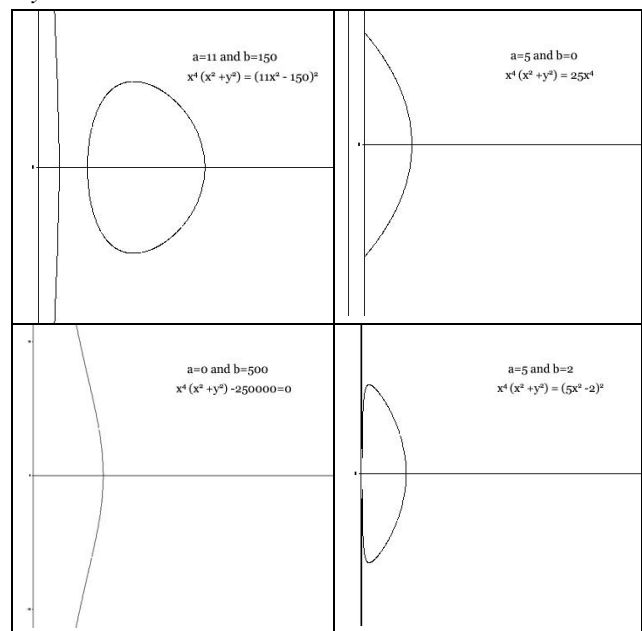 a=11 and b=150
x⁴ (x² +y²) = (11x² - 150)²
a=5 and b=0
x⁴ (x² +y²) = 25x⁴
a=0 and b=500
x⁴ (x² +y²) -250000=0
a=5 and b=2
x⁴ (x² +y²) = (5x² -2)²